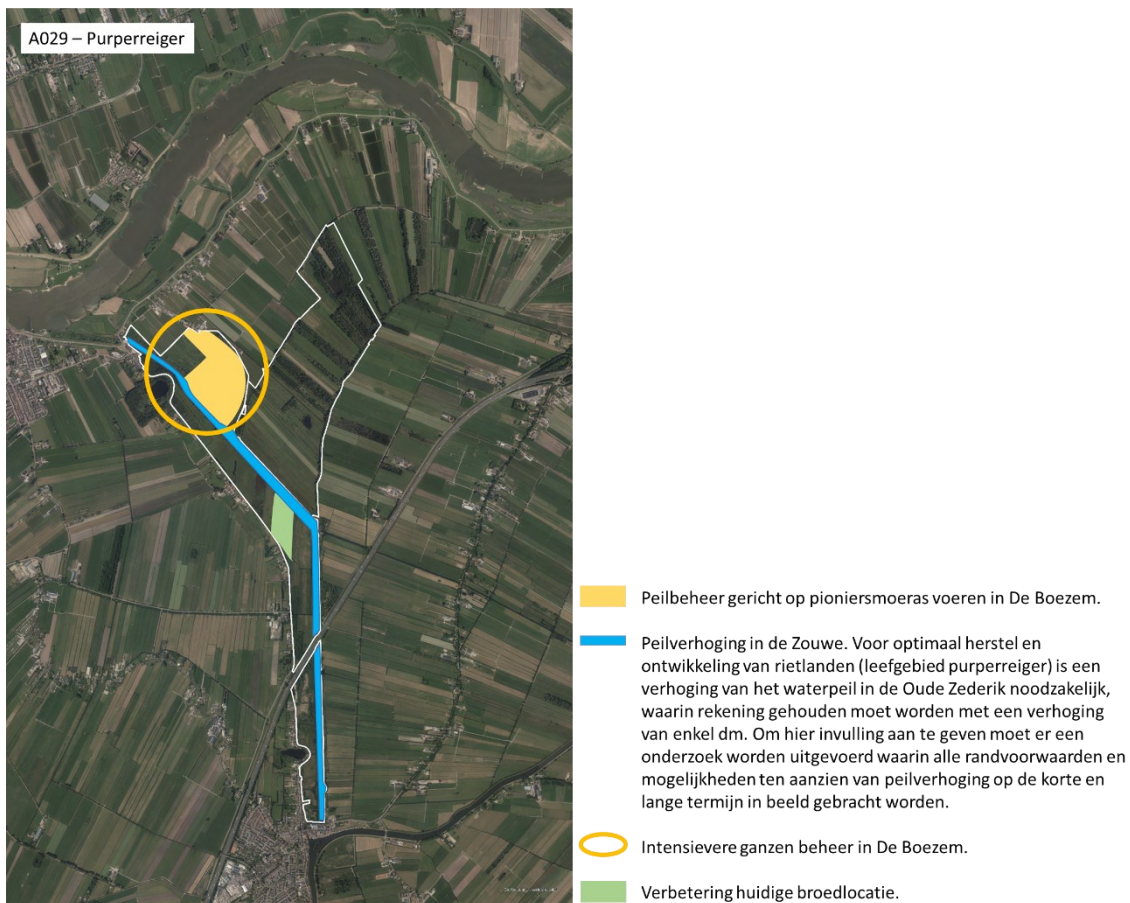 A029 – Purperreiger
Peilbeheer gericht op pioniersmoeras voeren in De Boezem.
Peilverhoging in de Zouwe. Voor optimaal herstel en
ontwikkeling van rietlanden (leefgebied purperreiger) is een
verhoging van het waterpeil in de Oude Zederik noodzakelijk,
waarin rekening gehouden moet worden met een verhoging
van enkel dm. Om hier invulling aan te geven moet er een
onderzoek worden uitgevoerd waarin alle randvoorwaarden en
mogelijkheden ten aanzien van peilverhoging op de korte en
lange termijn in beeld gebracht worden.
Intensievere ganzen beheer in De Boezem.
Verbetering huidige broedlocatie.